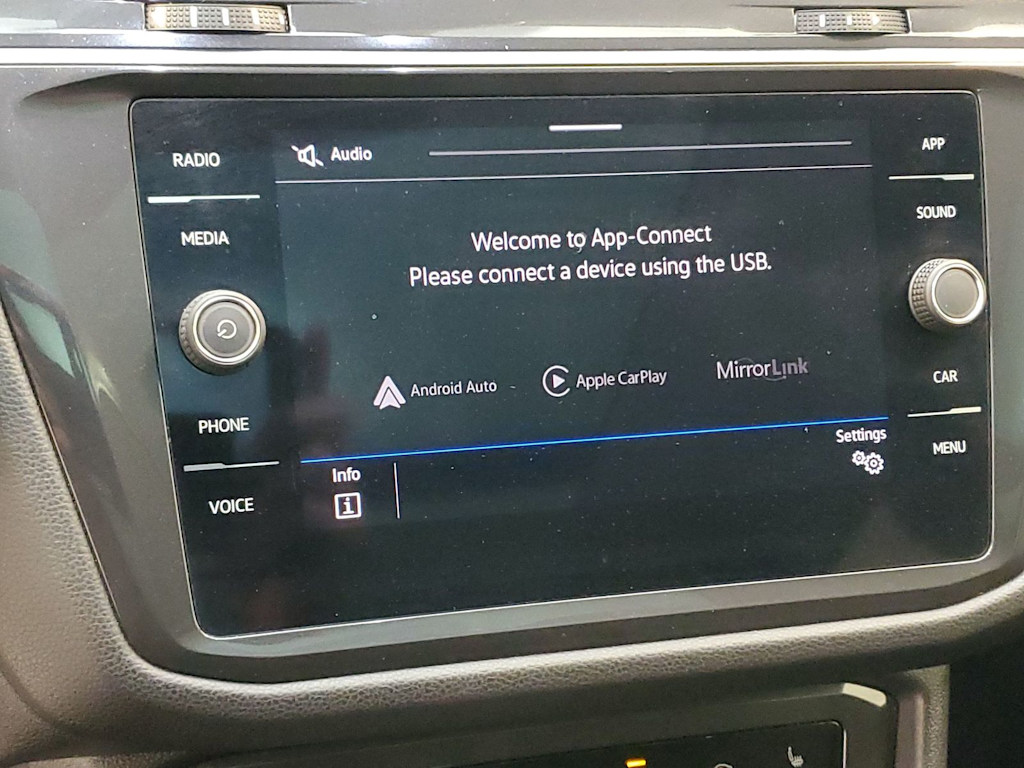 RADIO
MEDIA
PHONE
VOICE
Audio
Welcome to App-Connect
Please connect a device using the USB.
Android Auto
Apple CarPlay
MirrorLink
Info
i
Settings
APP
SOUND
CAR
MENU